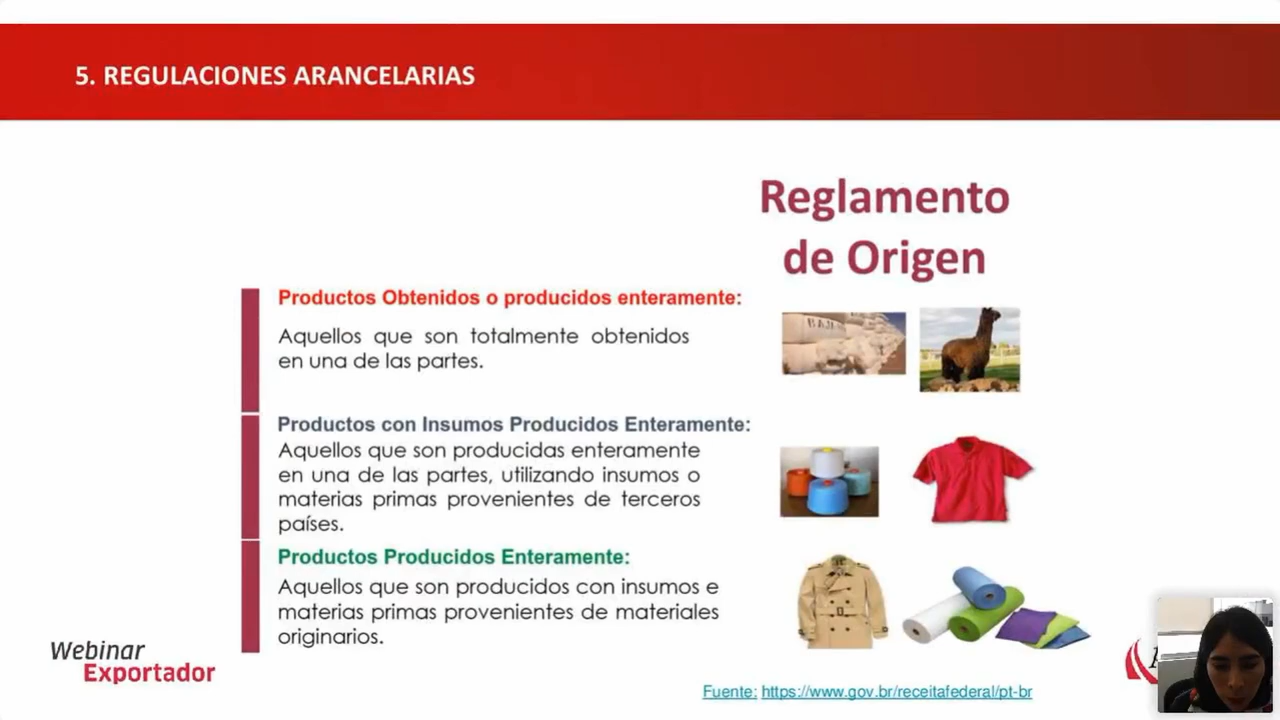 5. REGULACIONES ARANCELARIAS
Reglamento
de Origen
Productos Obtenidos o producidos enteramente:
Aquellos que son totalmente obtenidos
en una de las partes.
Productos con Insumos Producidos Enteramente:
Aquellos que son producidas enteramente
en una de las partes, utilizando insumos o
materias primas provenientes de terceros
países.
Productos Producidos Enteramente:
Aquellos que son producidos con insumos e
materias primas provenientes de materiales
originarios.
Webinar
Exportador
Fuente: https://www.gov.br/receitafederal/pt-br